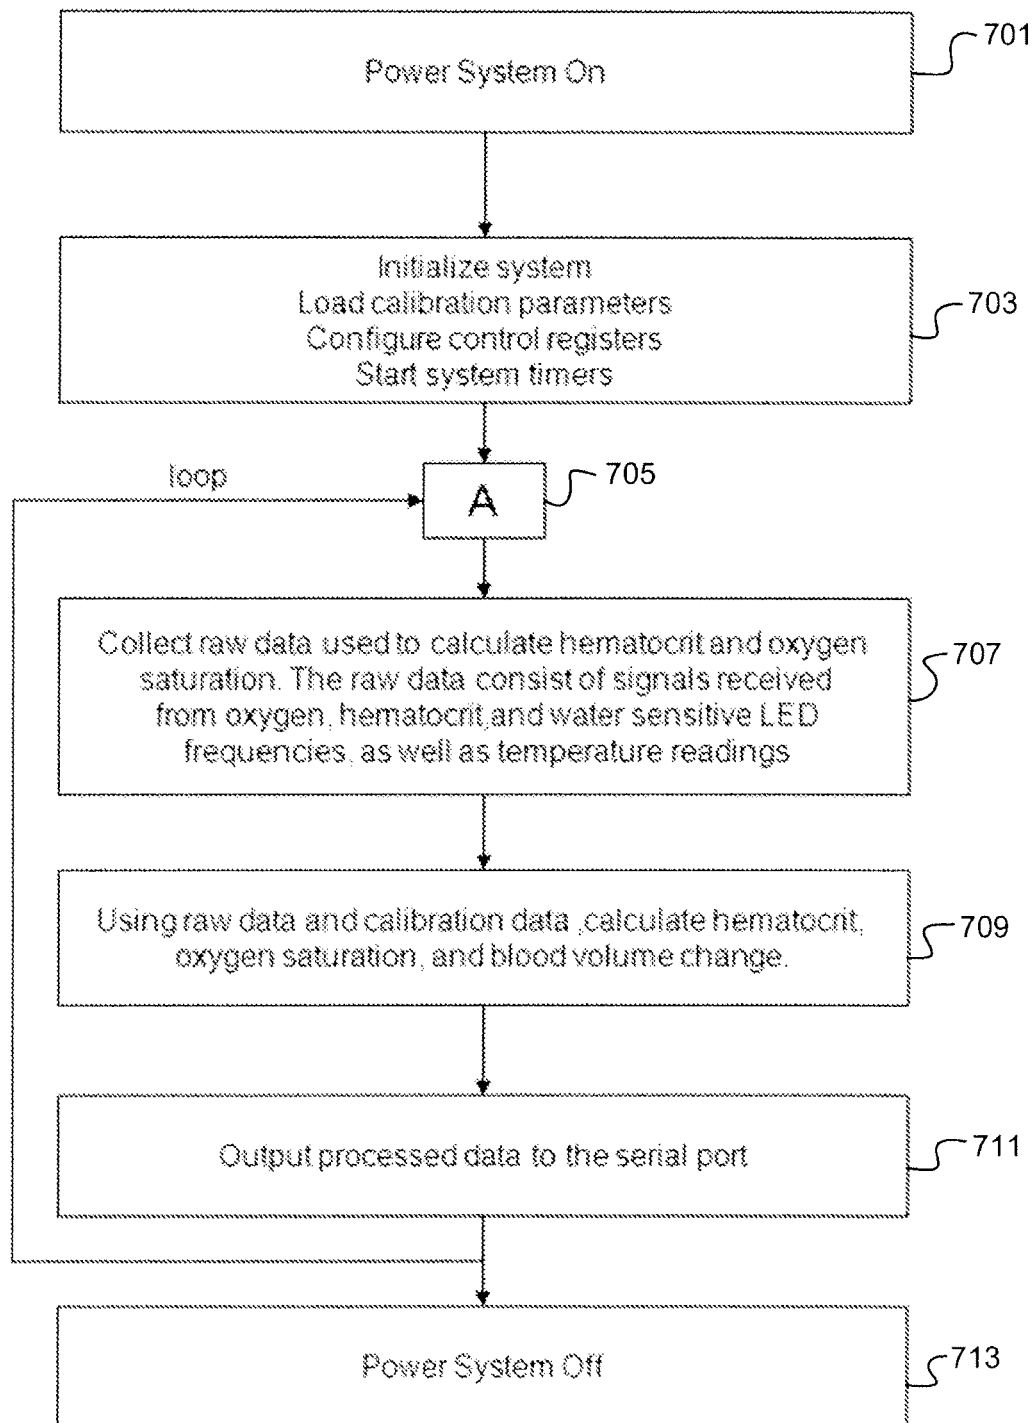 Power System On
701
Initialize system
Load calibration parameters
Configure control registers
Start system timers
703
loop
A
705
Collect raw data used to calculate hematocrit and oxygen
saturation. The raw data consist of signals received
from oxygen, hematocrit,and water sensitive LED
frequencies, as well as temperature readings
707
Using raw data and calibration data ,calculate hematocrit,
oxygen saturation, and blood volume change.
709
Output processed data to the serial port
711
Power System Off
713